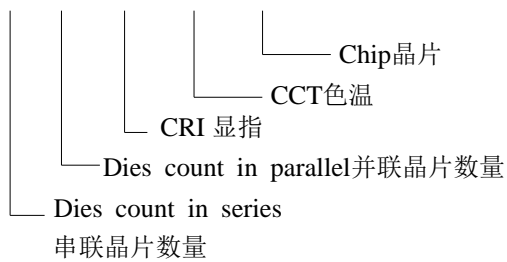 Chip晶片
CCT色温
CRI 显指
Dies count in parallel并联晶片数量
Dies count in series
串联晶片数量